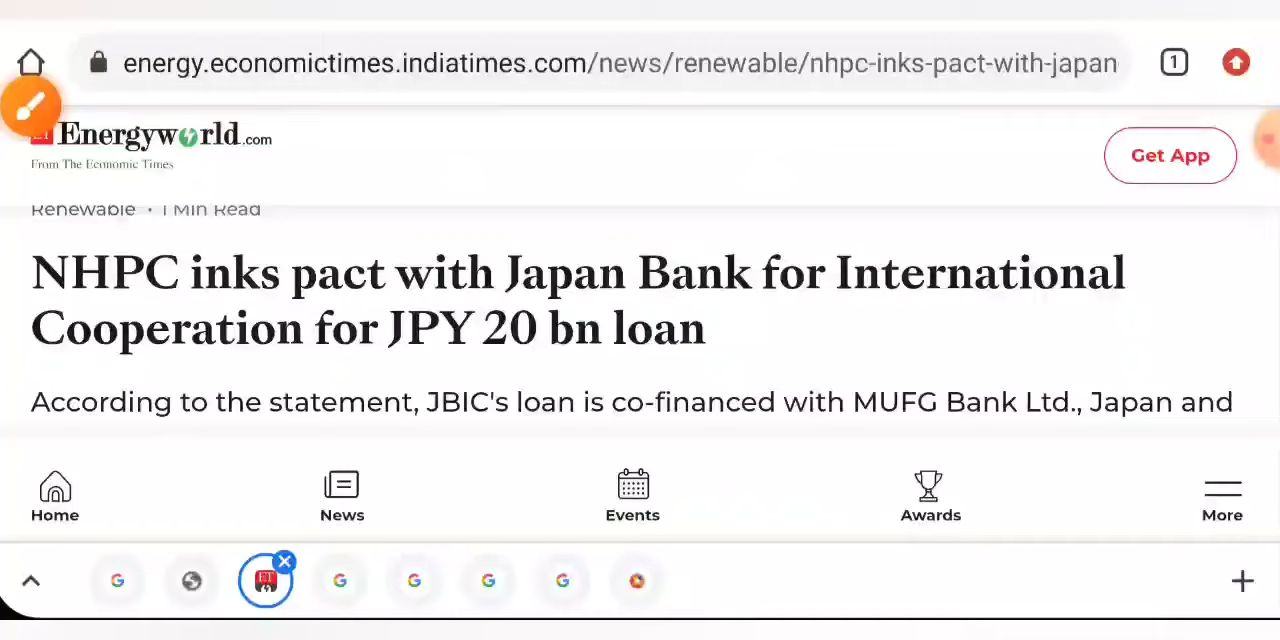 energy.economictimes.indiatimes.com/news/renewable/nhpc-inks-pact-with-japan
1
ET Energyworld.com
From The Economic Times
Get App
Renewable • 1 Min Read
NHPC inks pact with Japan Bank for International
Cooperation for JPY 20 bn loan
According to the statement, JBIC's loan is co-financed with MUFG Bank Ltd., Japan and
Home
News
Events
Awards
More
ET